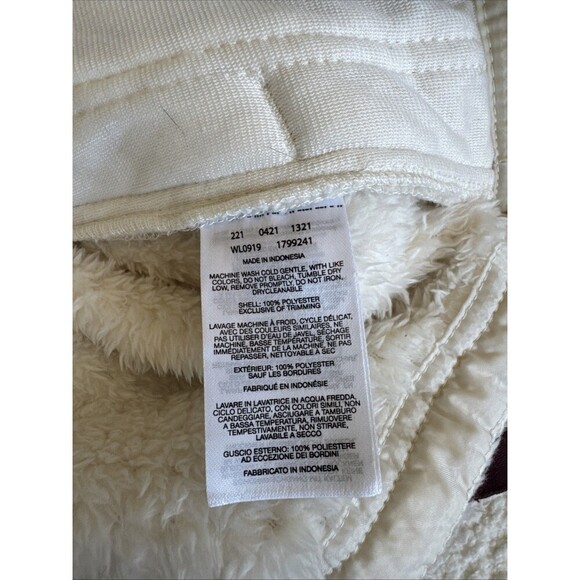 221 0421 1321
WL0919 1799241
MADE IN INDONESIA
MACHINE WASH COLD GENTLE, WITH LIKE
COLORS, DO NOT BLEACH, TUMBLE DRY
LOW, REMOVE PROMPTLY, DO NOT IRON,
DRYCLEANABLE
SHELL: 100% POLYESTER
EXCLUSIVE OF TRIMMING
LAVAGE MACHINE À FROID, CYCLE DÉLICAT,
AVEC DES COULEURS SIMILAIRES, NE
PAS UTILISER D'EAU DE JAVEL, SÉCHAGE
MACHINE, BASSE TEMPÉRATURE, SORTIR
IMMÉDIATEMENT DE LA MACHINE, NE PAS
REPASSER, NETTOYABLE À SEC
EXTÉRIEUR: 100% POLYESTER
SAUF LES BORDURES
FABRIQUÉ EN INDONÉSIE
LAVARE IN LAVATRICE IN ACQUA FREDDA,
CICLO DELICATO, CON COLORI SIMILI, NON
CANDEGGIARE, ASCIUGARE A TAMBURO
A BASSA TEMPERATURA, RIMUOVERE
TEMPESTIVAMENTE, NON STIRARE,
LAVABILE A SECCO
GUSCIO ESTERNO: 100% POLIESTERE
AD ECCEZIONE DEI BORDINI
FABBRICATO IN INDONESIA